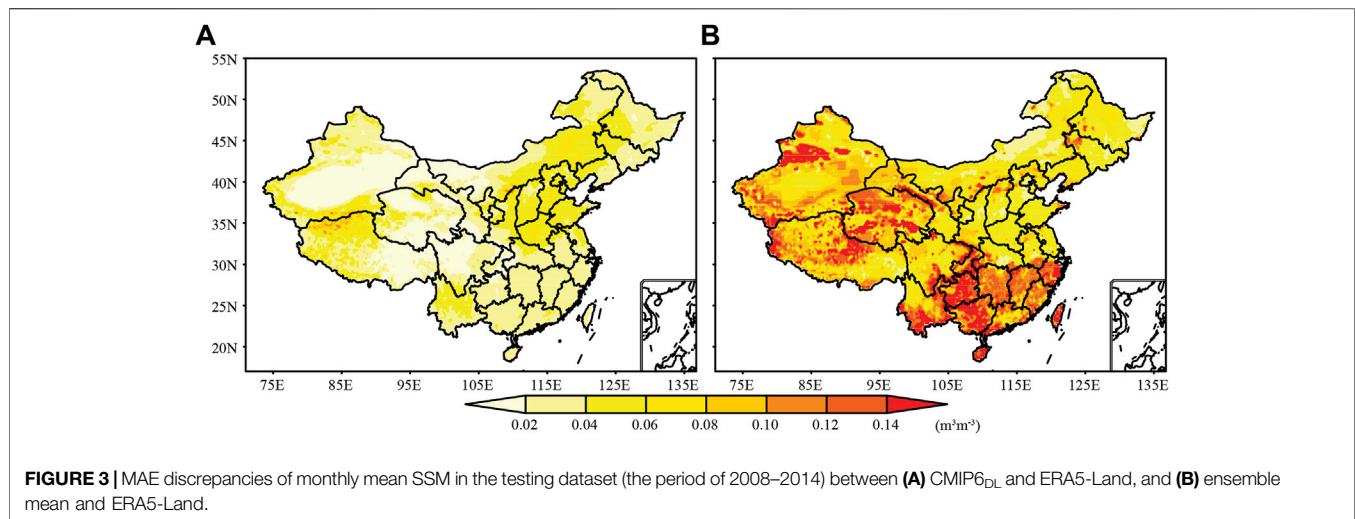 A
B
55N
50N
45N
40N
35N
30N
25N
20N
75E 85E 95E 105E 115E 125E 135E
75E 85E 95E 105E 115E 125E 135E
0.02 0.04 0.06 0.08 0.10 0.12 0.14 (m³m⁻³)
FIGURE 3 | MAE discrepancies of monthly mean SSM in the testing dataset (the period of 2008–2014) between (A) CMIP6DL and ERA5-Land, and (B) ensemble
mean and ERA5-Land.